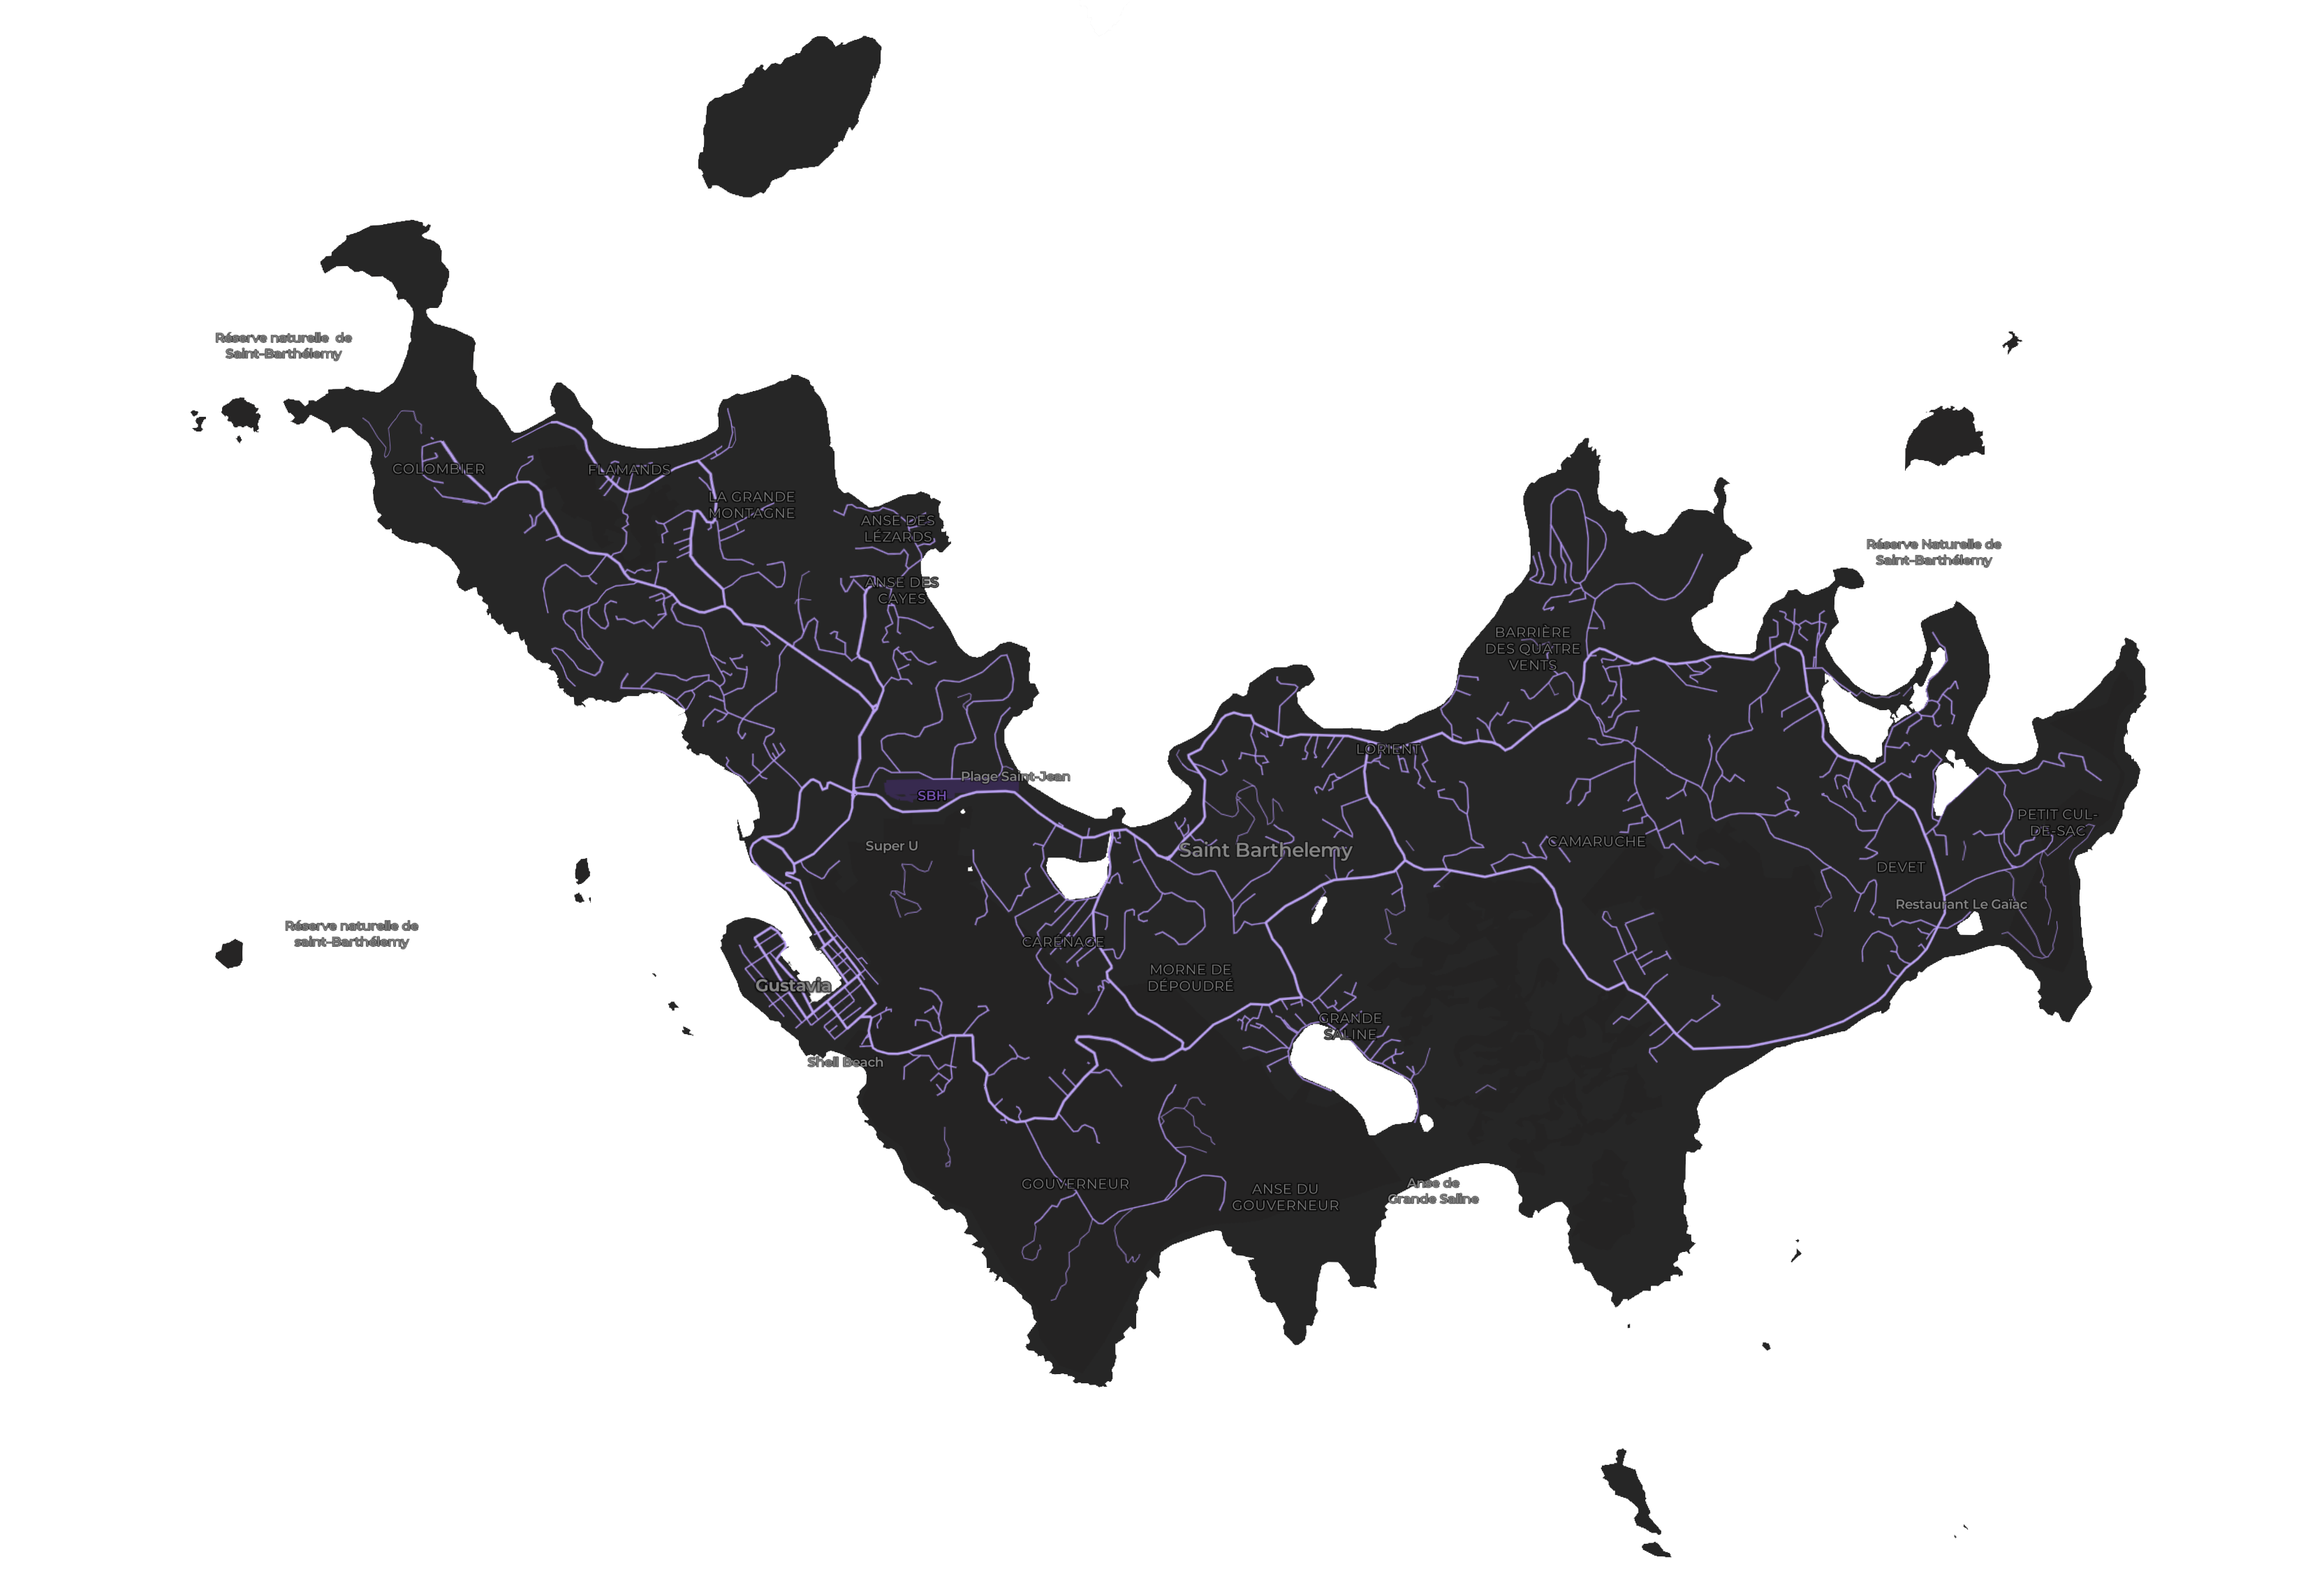 Réserve naturelle de
Saint-Barthélemy
COLOMBIER
FLAMANDS
LA GRANDE
MONTAGNE
ANSE DES
LÉZARDS
ANSE DES
CAYES
Réserve Naturelle de
Saint-Barthélemy
BARRIÈRE
DES QUATRE
VENTS
LORIENT
Plage Saint-Jean
SBH
Super U
Saint Barthelemy
CAMARUCHE
PETIT CUL-
DE-SAC
DEVET
Restaurant Le Gaïac
Réserve naturelle de
saint-Barthélemy
CARÉNAGE
MORNE DE
DÉPOUDRÉ
Gustavia
GRANDE
SALINE
Shell Beach
GOUVERNEUR
ANSE DU
GOUVERNEUR
Anse de
Grande Saline